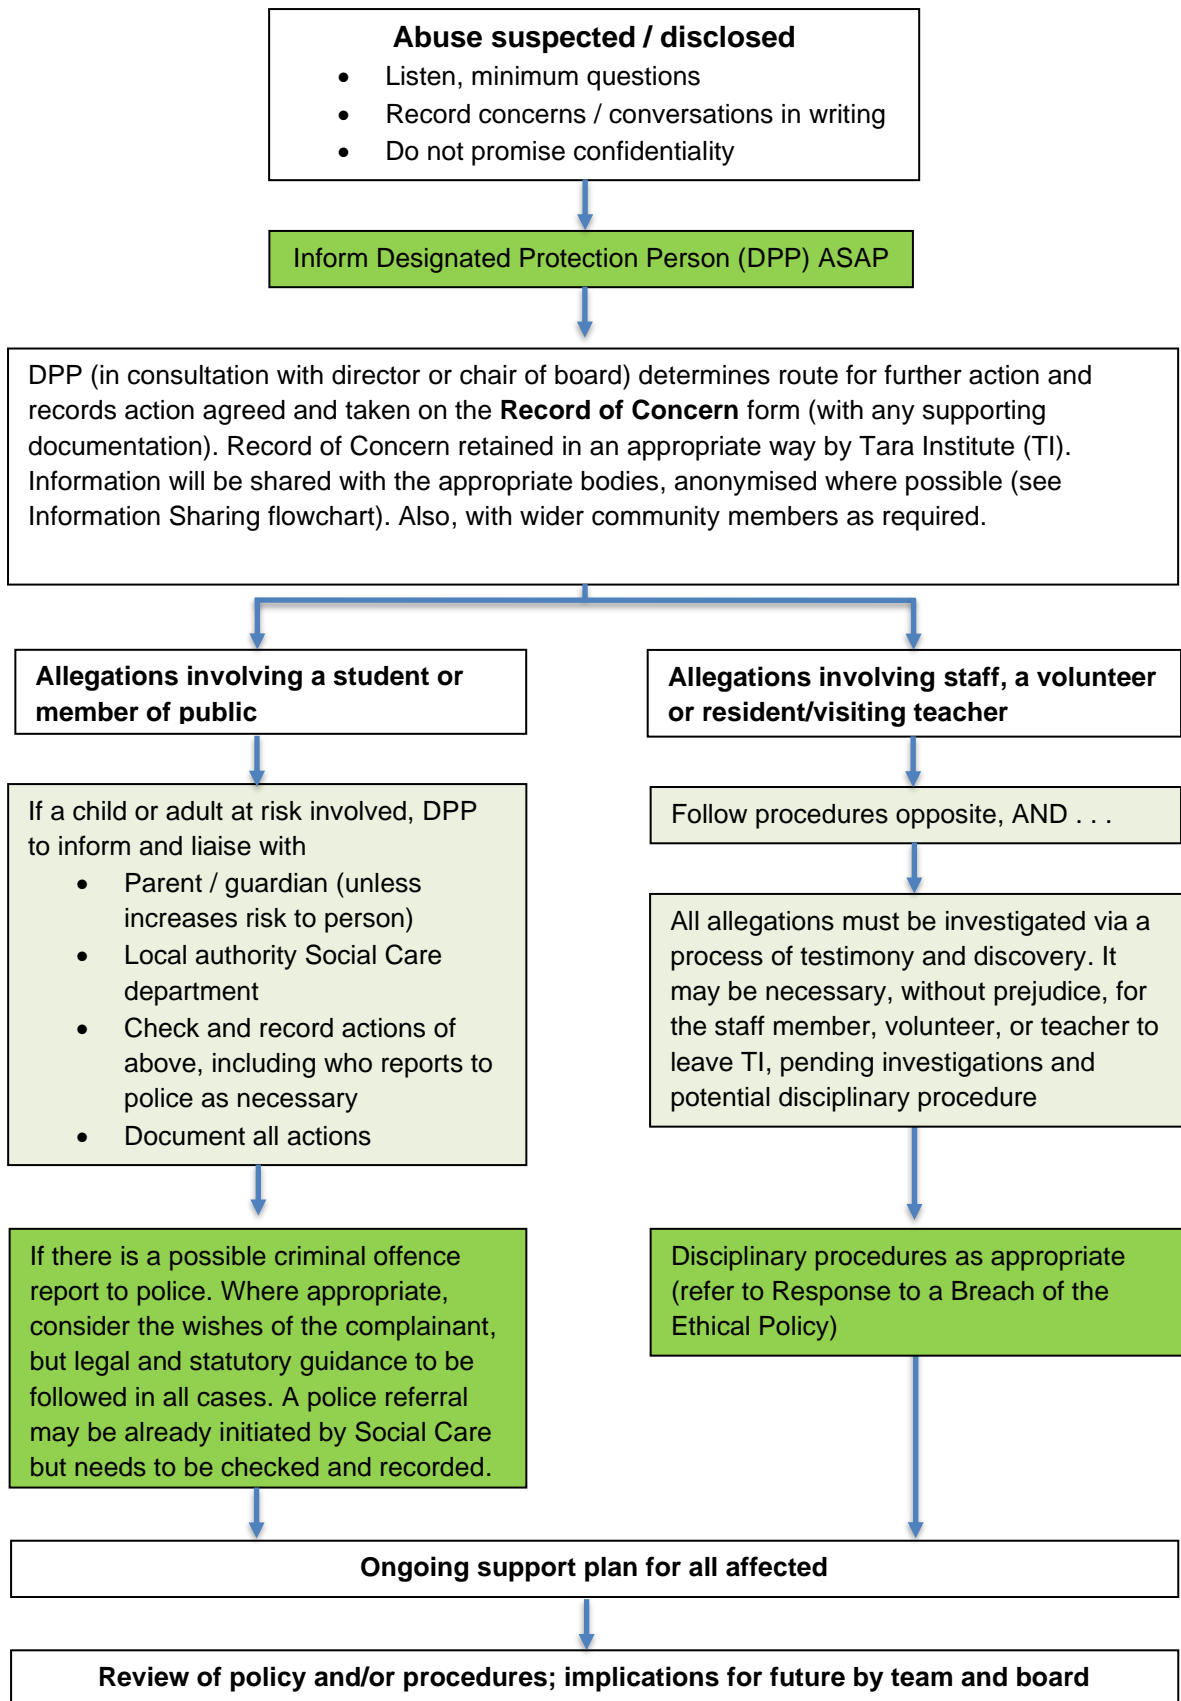 Abuse suspected / disclosed
• Listen, minimum questions
• Record concerns / conversations in writing
• Do not promise confidentiality
Inform Designated Protection Person (DPP) ASAP
DPP (in consultation with director or chair of board) determines route for further action and
records action agreed and taken on the Record of Concern form (with any supporting
documentation). Record of Concern retained in an appropriate way by Tara Institute (TI).
Information will be shared with the appropriate bodies, anonymised where possible (see
Information Sharing flowchart). Also, with wider community members as required.
Allegations involving a student or
member of public
If a child or adult at risk involved, DPP
to inform and liaise with
• Parent / guardian (unless
increases risk to person)
• Local authority Social Care
department
• Check and record actions of
above, including who reports to
police as necessary
• Document all actions
If there is a possible criminal offence
report to police. Where appropriate,
consider the wishes of the complainant,
but legal and statutory guidance to be
followed in all cases. A police referral
may be already initiated by Social Care
but needs to be checked and recorded.
Allegations involving staff, a volunteer
or resident/visiting teacher
Follow procedures opposite, AND . . .
All allegations must be investigated via a
process of testimony and discovery. It
may be necessary, without prejudice, for
the staff member, volunteer, or teacher to
leave TI, pending investigations and
potential disciplinary procedure
Disciplinary procedures as appropriate
(refer to Response to a Breach of the
Ethical Policy)
Ongoing support plan for all affected
Review of policy and/or procedures; implications for future by team and board